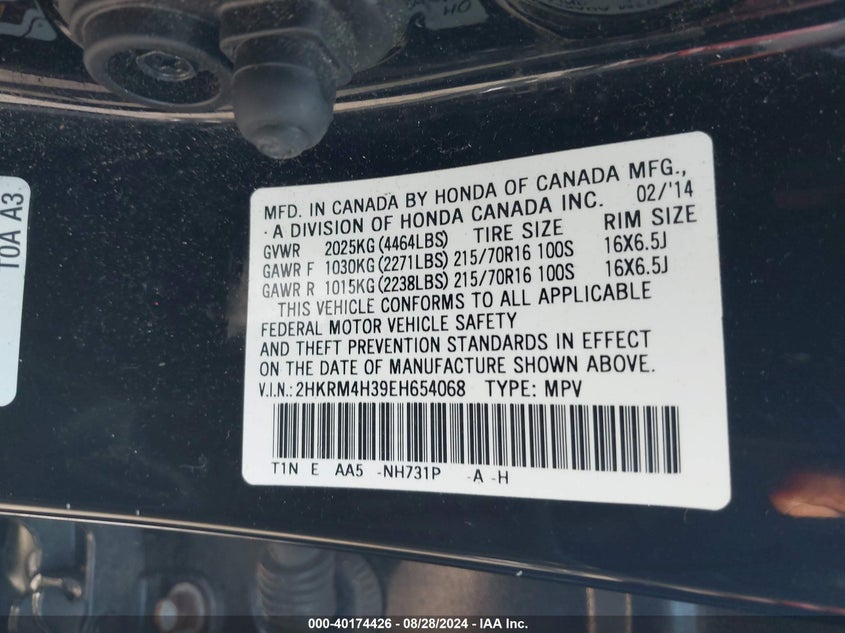 MFD. IN CANADA BY HONDA OF CANADA MFG.,
A DIVISION OF HONDA CANADA INC. 02/'14
GVWR 2025KG (4464LBS) TIRE SIZE RIM SIZE
GAWR F 1030KG (2271LBS) 215/70R16 100S 16X6.5J
GAWR R 1015KG (2238LBS) 215/70R16 100S 16X6.5J
THIS VEHICLE CONFORMS TO ALL APPLICABLE
FEDERAL MOTOR VEHICLE SAFETY
AND THEFT PREVENTION STANDARDS IN EFFECT
ON THE DATE OF MANUFACTURE SHOWN ABOVE.
V.I.N.: 2HKRM4H39EH654068 TYPE: MPV
T1N E AA5 -NH731P -A -H
T0A A3
000-40174426 - 08/28/2024 - IAA Inc.